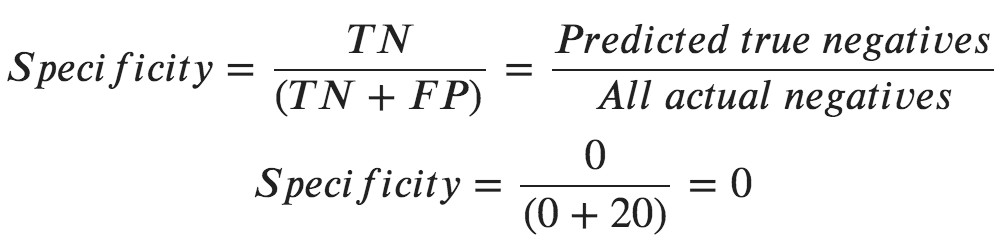 Specificity = TN / (TN + FP) = Predicted true negatives / All actual negatives
Specificity = 0 / (0 + 20) = 0